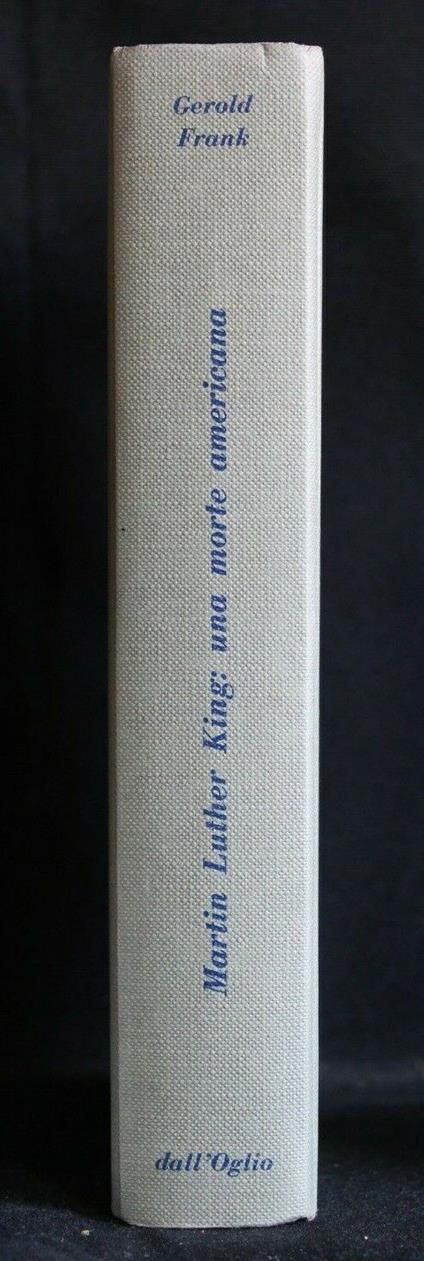 Gerold
Frank
Martin Luther King: una morte americana
dall'Oglio